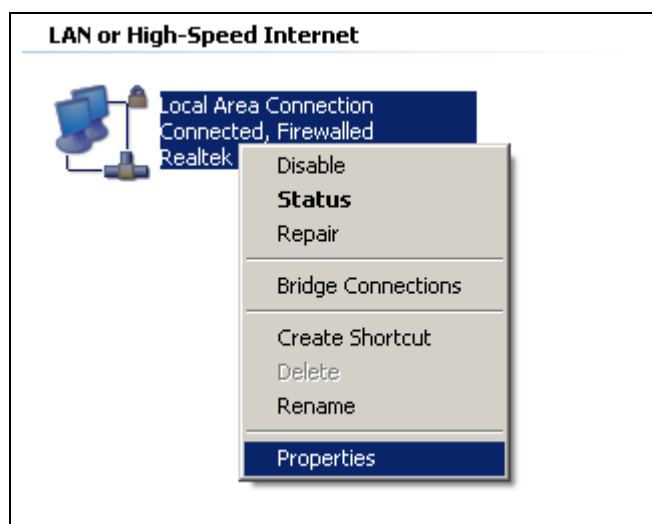 LAN or High-Speed Internet
Local Area Connection
Connected, Firewalled
Realtek
Disable
Status
Repair
Bridge Connections
Create Shortcut
Delete
Rename
Properties